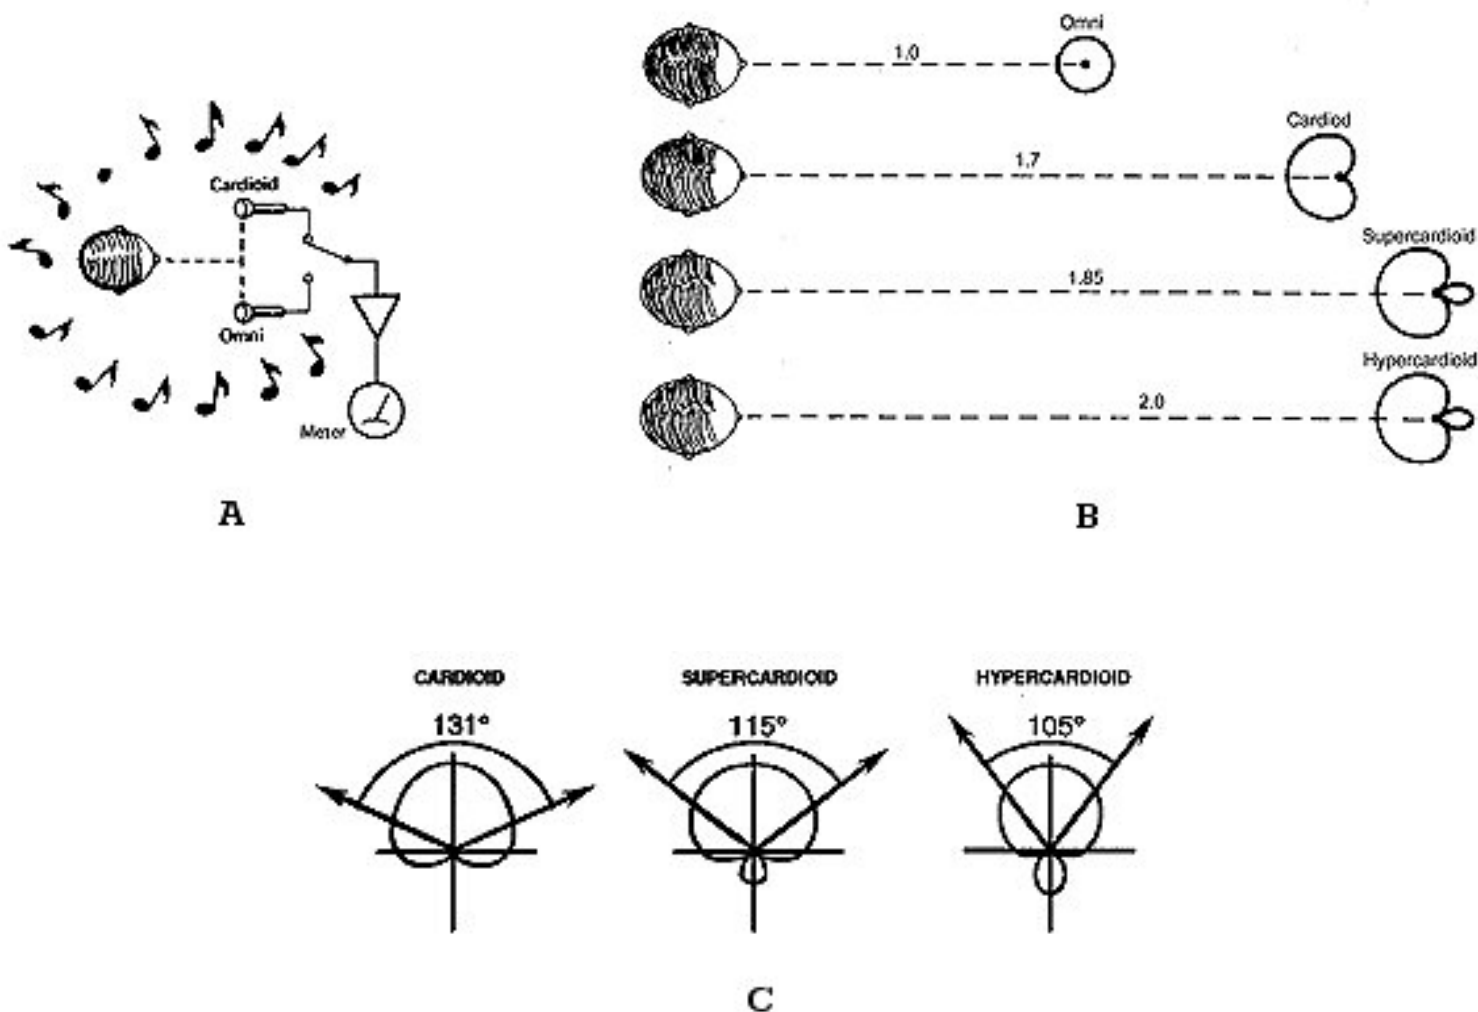 Cardioid
Omni
Meter
A
Omni
1.0
Cardiod
1.7
Supercardioid
1.85
Hypercardioid
2.0
B
CARDIOID
131°
SUPERCARDIOID
115°
HYPERCARDIOID
105°
C